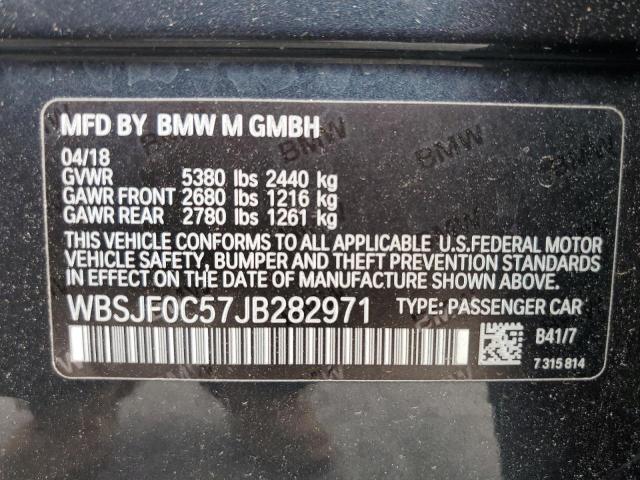 MFD BY BMW M GMBH
04/18
GVWR 5380 lbs 2440 kg
GAWR FRONT 2680 lbs 1216 kg
GAWR REAR 2780 lbs 1261 kg
THIS VEHICLE CONFORMS TO ALL APPLICABLE U.S.FEDERAL MOTOR
VEHICLE SAFETY, BUMPER, AND THEFT PREVENTION STANDARDS
IN EFFECT ON THE DATE OF MANUFACTURE SHOWN ABOVE.
WBSJF0C57JB282971 TYPE: PASSENGER CAR
B41/7
7 315 814